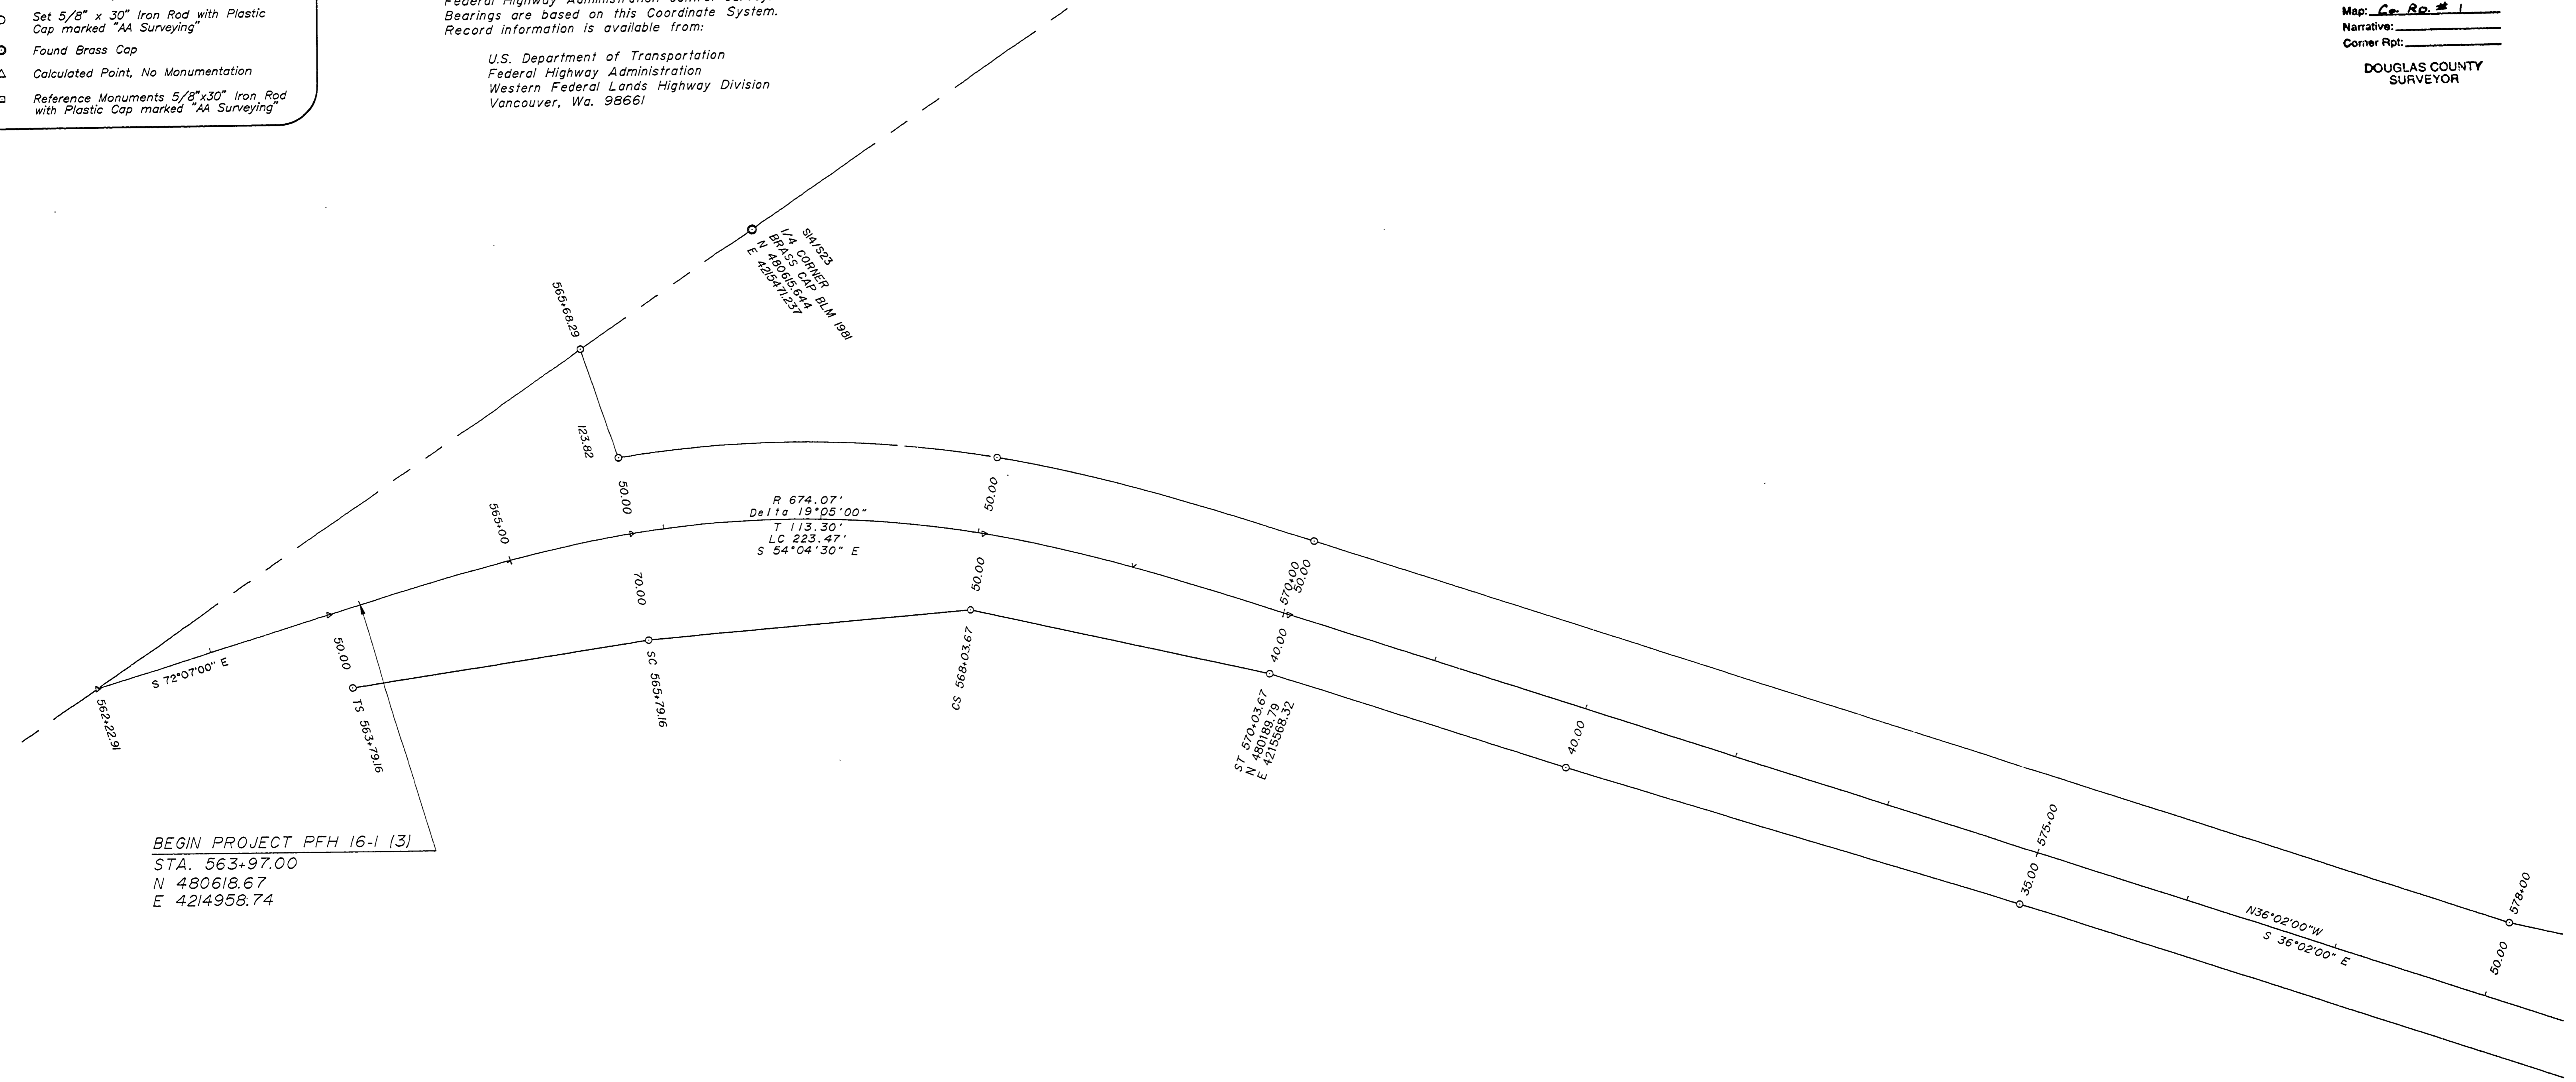 Set 5/8" x 30" Iron Rod with Plastic
Cap marked "AA Surveying"
Found Brass Cap
Calculated Point, No Monumentation
Reference Monuments 5/8"x30" Iron Rod
with Plastic Cap marked "AA Surveying"
Bearings are based on this Coordinate System.
Record information is available from:
U.S. Department of Transportation
Federal Highway Administration
Western Federal Lands Highway Division
Vancouver, Wa. 98661
Map: Co. Rd. # 1
Narrative:
Corner Rpt:
DOUGLAS COUNTY
SURVEYOR
S14/S23
1/4 CORNER
BRASS CAP BLM 1981
N 480615.644
E 4215471.237
565+68.29
123.82
50.00
565+00
R 674.07'
Delta 19°05'00"
T 113.30'
LC 223.47'
S 54°04'30" E
50.00
70.00
50.00
570+00
50.00
S 72°07'00" E
562+22.91
50.00
TS 563+79.16
SC 565+79.16
CS 568+03.67
40.00
ST 570+03.67
N 480189.79
E 4215568.32
40.00
575+00
35.00
578+00
50.00
N36°02'00"W
S 36°02'00" E
BEGIN PROJECT PFH 16-1 (3)
STA. 563+97.00
N 480618.67
E 4214958.74